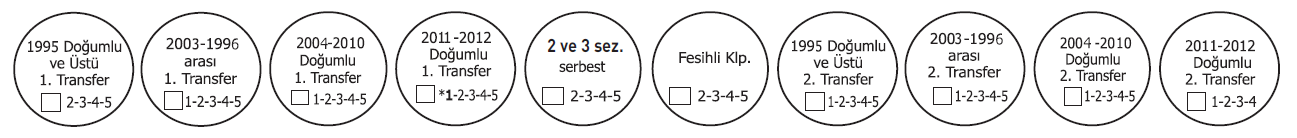 1995 Doğumlu
ve Üstü
1. Transfer
2-3-4-5
2003-1996
arası
1. Transfer
1-2-3-4-5
2004-2010
Doğumlu
1. Transfer
1-2-3-4-5
2011-2012
Doğumlu
1. Transfer
*1-2-3-4-5
2 ve 3 sez.
serbest
2-3-4-5
Fesihli Klp.
2-3-4-5
1995 Doğumlu
ve Üstü
2. Transfer
1-2-3-4-5
2003-1996
arası
2. Transfer
1-2-3-4-5
2004-2010
Doğumlu
2. Transfer
1-2-3-4-5
2011-2012
Doğumlu
2. Transfer
1-2-3-4